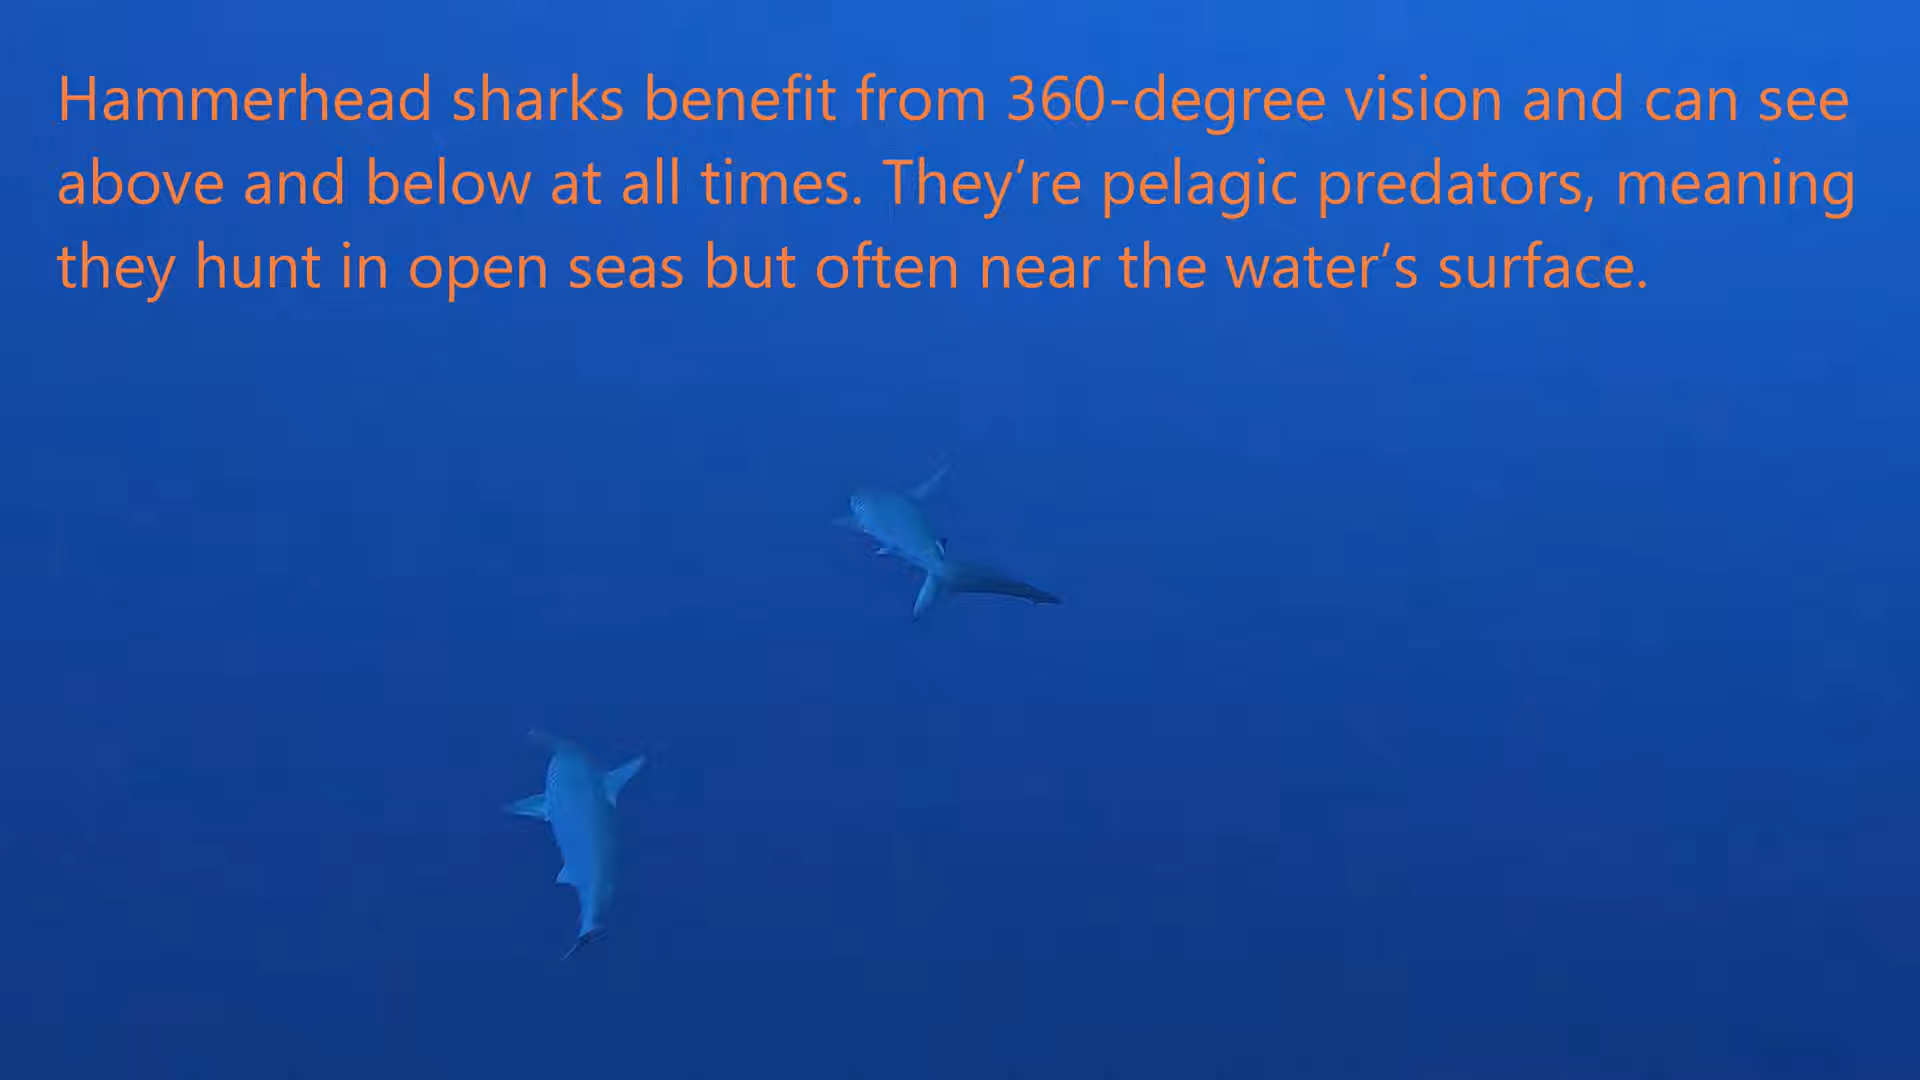 Hammerhead sharks benefit from 360-degree vision and can see
above and below at all times. They’re pelagic predators, meaning
they hunt in open seas but often near the water’s surface.